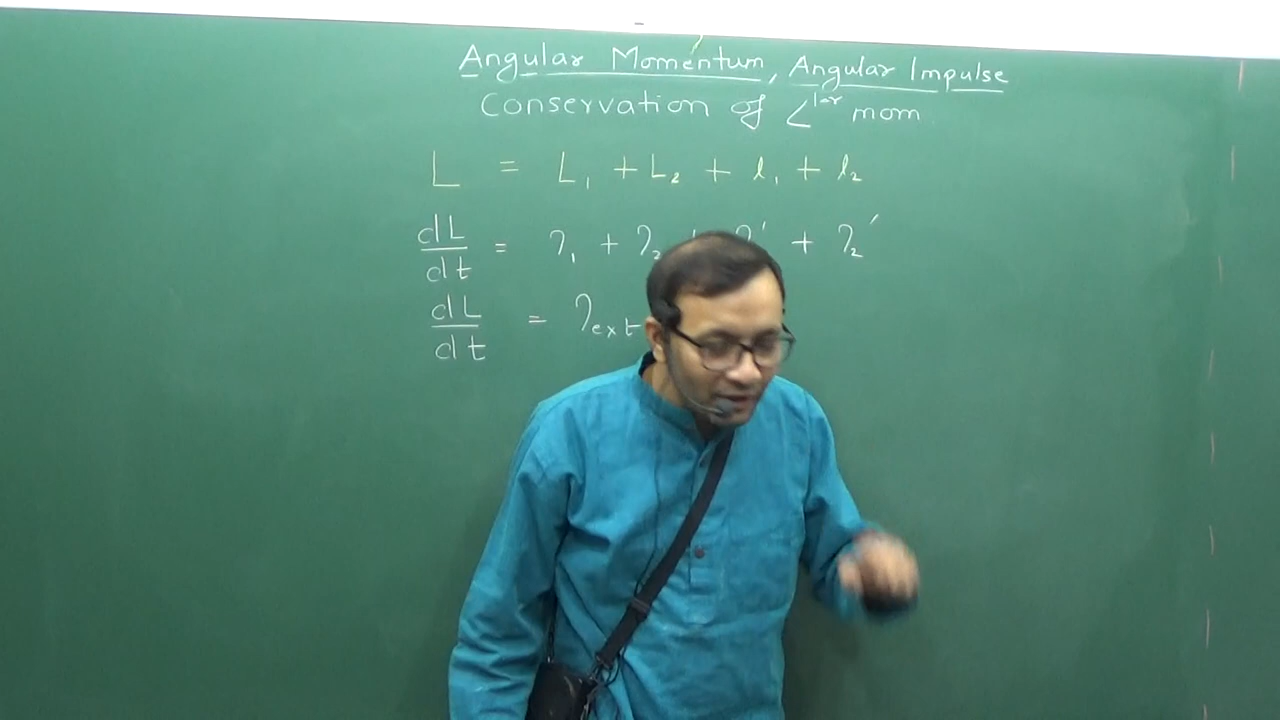 Angular Momentum, Angular Impulse
Conservation of ∠lar mom
L = L₁ + L₂ + l₁ + l₂
dL/dt = τ₁ + τ₂ + τ' + τ₂'
dL/dt = τext